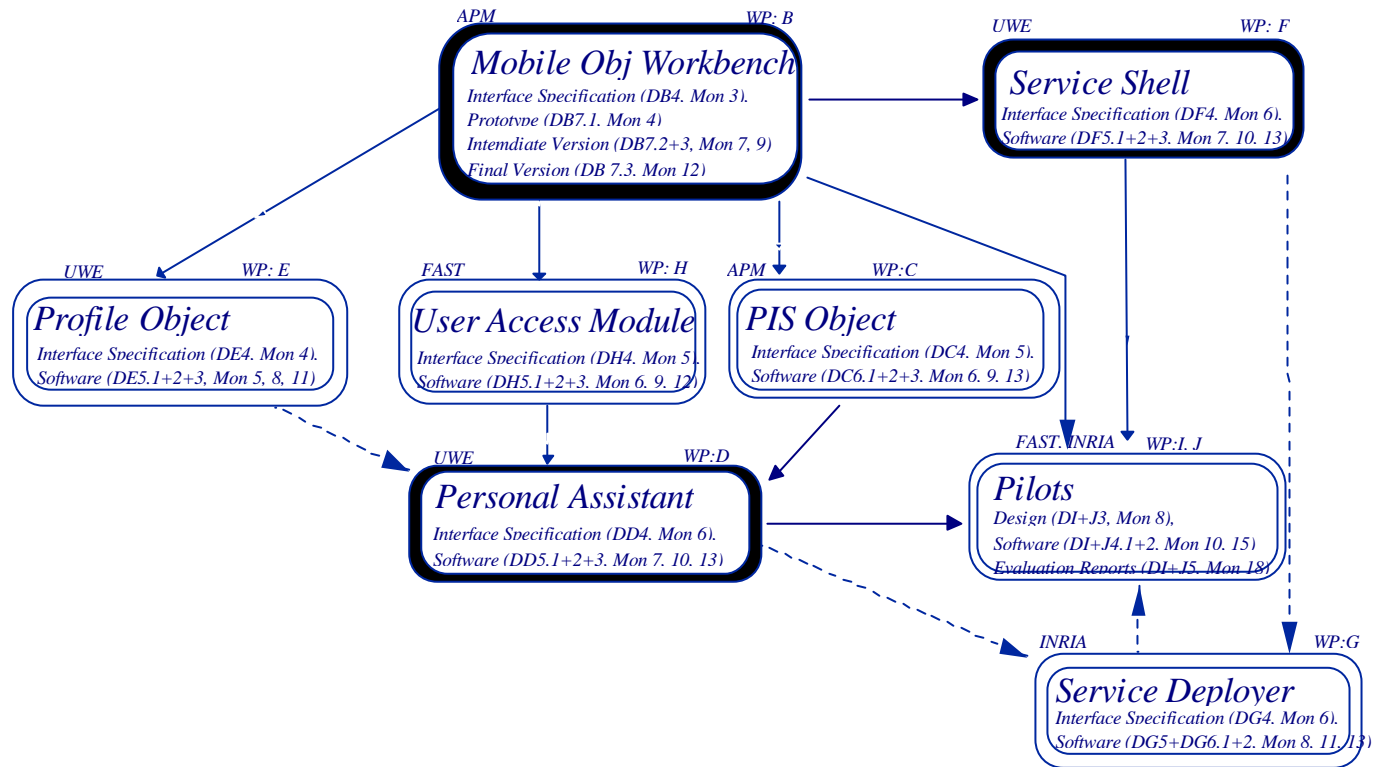 APM WP: B
Mobile Obj Workbench
Interface Specification (DB4, Mon 3),
Prototype (DB7.1, Mon 4)
Intendiate Version (DB7.2+3, Mon 7, 9)
Final Version (DB 7.3, Mon 12)
UWE WP: F
Service Shell
Interface Specification (DF4, Mon 6),
Software (DF5.1+2+3, Mon 7, 10, 13)
UWE WP: E
Profile Object
Interface Specification (DE4, Mon 4),
Software (DE5.1+2+3, Mon 5, 8, 11)
FAST WP: H
User Access Module
Interface Specification (DH4, Mon 5),
Software (DH5.1+2+3, Mon 6, 9, 12)
APM WP:C
PIS Object
Interface Specification (DC4, Mon 5),
Software (DC6.1+2+3, Mon 6, 9, 13)
UWE WP:D
Personal Assistant
Interface Specification (DD4, Mon 6),
Software (DD5.1+2+3, Mon 7, 10, 13)
FAST, INRIA WP:I, J
Pilots
Design (DI+J3, Mon 8),
Software (DI+J4.1+2, Mon 10, 15)
Evaluation Reports (DI+J5, Mon 18)
INRIA WP:G
Service Deployer
Interface Specification (DG4, Mon 6),
Software (DG5+DG6.1+2, Mon 8, 11, 13)